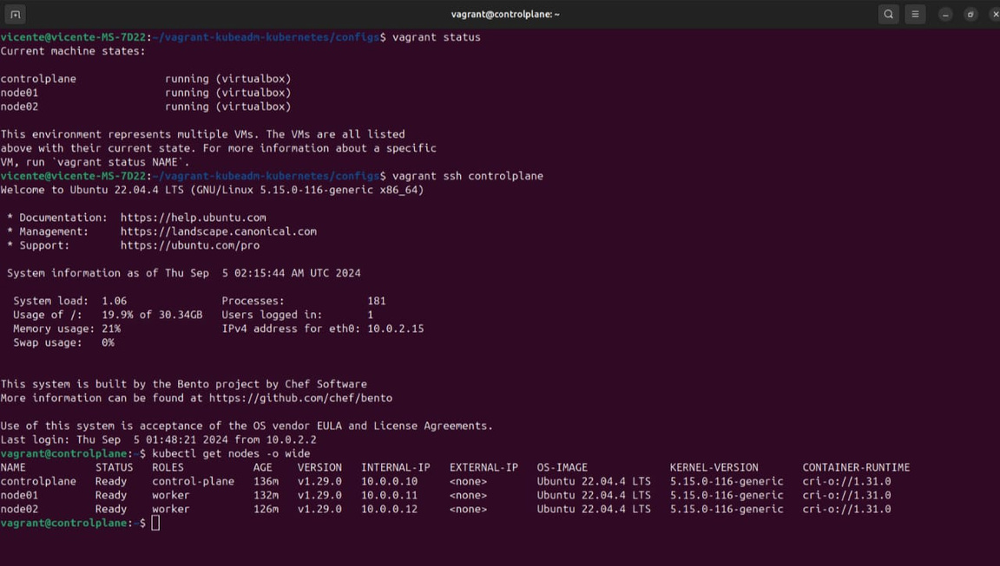 vagrant@controlplane: ~
vicente@vicente-MS-7D22:~/vagrant-kubeadm-kubernetes/configs$ vagrant status
Current machine states:
controlplane              running (virtualbox)
node01                    running (virtualbox)
node02                    running (virtualbox)
This environment represents multiple VMs. The VMs are all listed
above with their current state. For more information about a specific
VM, run `vagrant status NAME`.
vicente@vicente-MS-7D22:~/vagrant-kubeadm-kubernetes/configs$ vagrant ssh controlplane
Welcome to Ubuntu 22.04.4 LTS (GNU/Linux 5.15.0-116-generic x86_64)
 * Documentation:  https://help.ubuntu.com
 * Management:     https://landscape.canonical.com
 * Support:        https://ubuntu.com/pro
 System information as of Thu Sep  5 02:15:44 AM UTC 2024
  System load:  1.06               Processes:             181
  Usage of /:   19.9% of 30.34GB   Users logged in:       1
  Memory usage: 21%                IPv4 address for eth0: 10.0.2.15
  Swap usage:   0%
This system is built by the Bento project by Chef Software
More information can be found at https://github.com/chef/bento
Use of this system is acceptance of the OS vendor EULA and License Agreements.
Last login: Thu Sep  5 01:48:21 2024 from 10.0.2.2
vagrant@controlplane:~$ kubectl get nodes -o wide
NAME           STATUS   ROLES           AGE    VERSION   INTERNAL-IP   EXTERNAL-IP   OS-IMAGE             KERNEL-VERSION      CONTAINER-RUNTIME
controlplane   Ready    control-plane   136m   v1.29.0   10.0.0.10     <none>        Ubuntu 22.04.4 LTS   5.15.0-116-generic   cri-o://1.31.0
node01         Ready    worker          132m   v1.29.0   10.0.0.11     <none>        Ubuntu 22.04.4 LTS   5.15.0-116-generic   cri-o://1.31.0
node02         Ready    worker          126m   v1.29.0   10.0.0.12     <none>        Ubuntu 22.04.4 LTS   5.15.0-116-generic   cri-o://1.31.0
vagrant@controlplane:~$